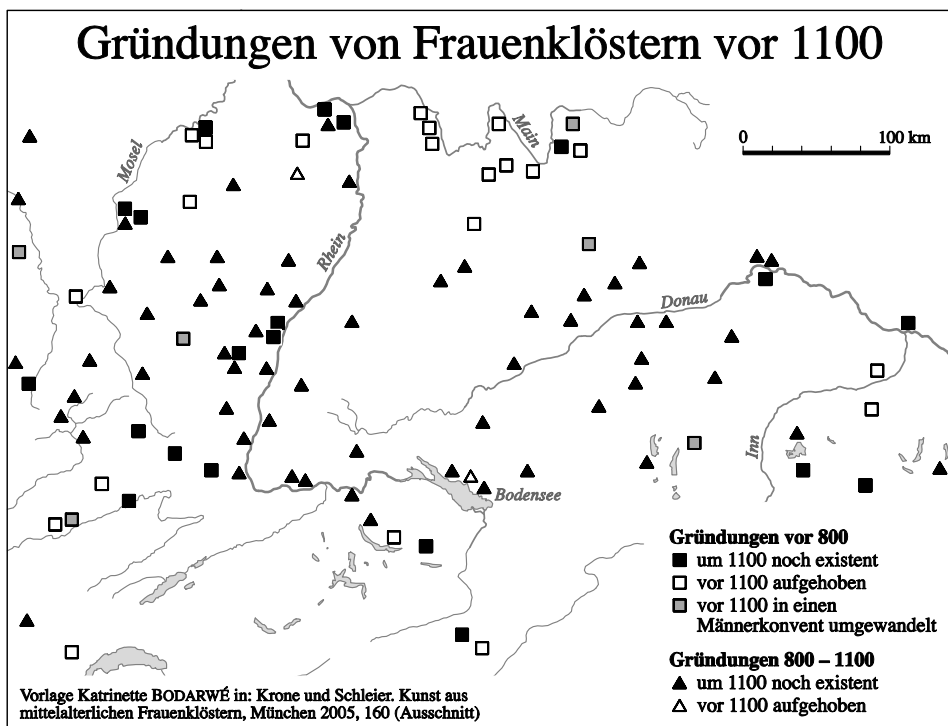 Gründungen von Frauenklöstern vor 1100
Mosel
Main
0 100 km
Rhein
Donau
Inn
Bodensee
Gründungen vor 800
um 1100 noch existent
vor 1100 aufgehoben
vor 1100 in einen
Männerkonvent umgewandelt
Gründungen 800 – 1100
um 1100 noch existent
vor 1100 aufgehoben
Vorlage Katrinette BODARWÉ in: Krone und Schleier. Kunst aus
mittelalterlichen Frauenklöstern, München 2005, 160 (Ausschnitt)